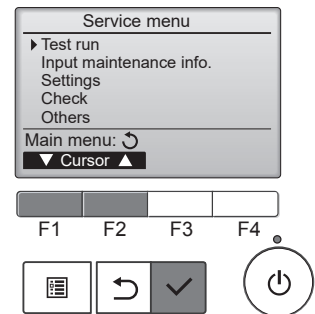 Service menu
Test run
Input maintenance info.
Settings
Check
Others
Main menu:
Cursor
F1 F2 F3 F4